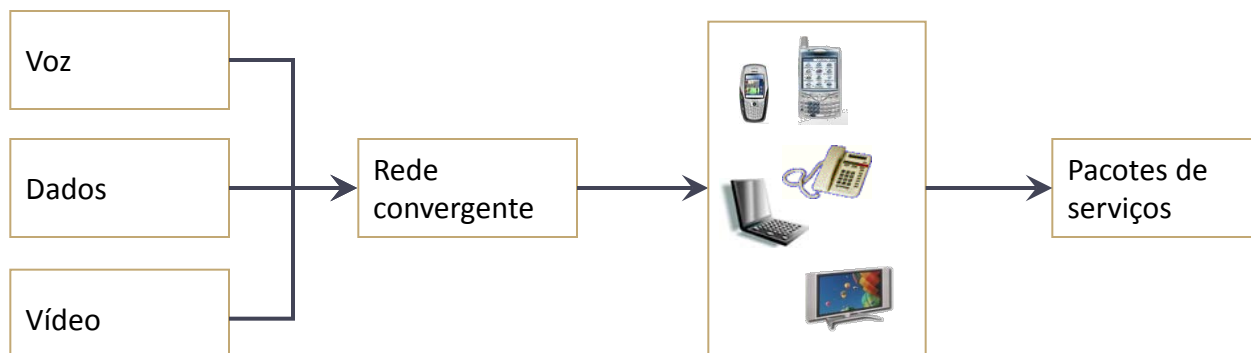 Voz
Dados
Vídeo
Rede
convergente
Pacotes de
serviços